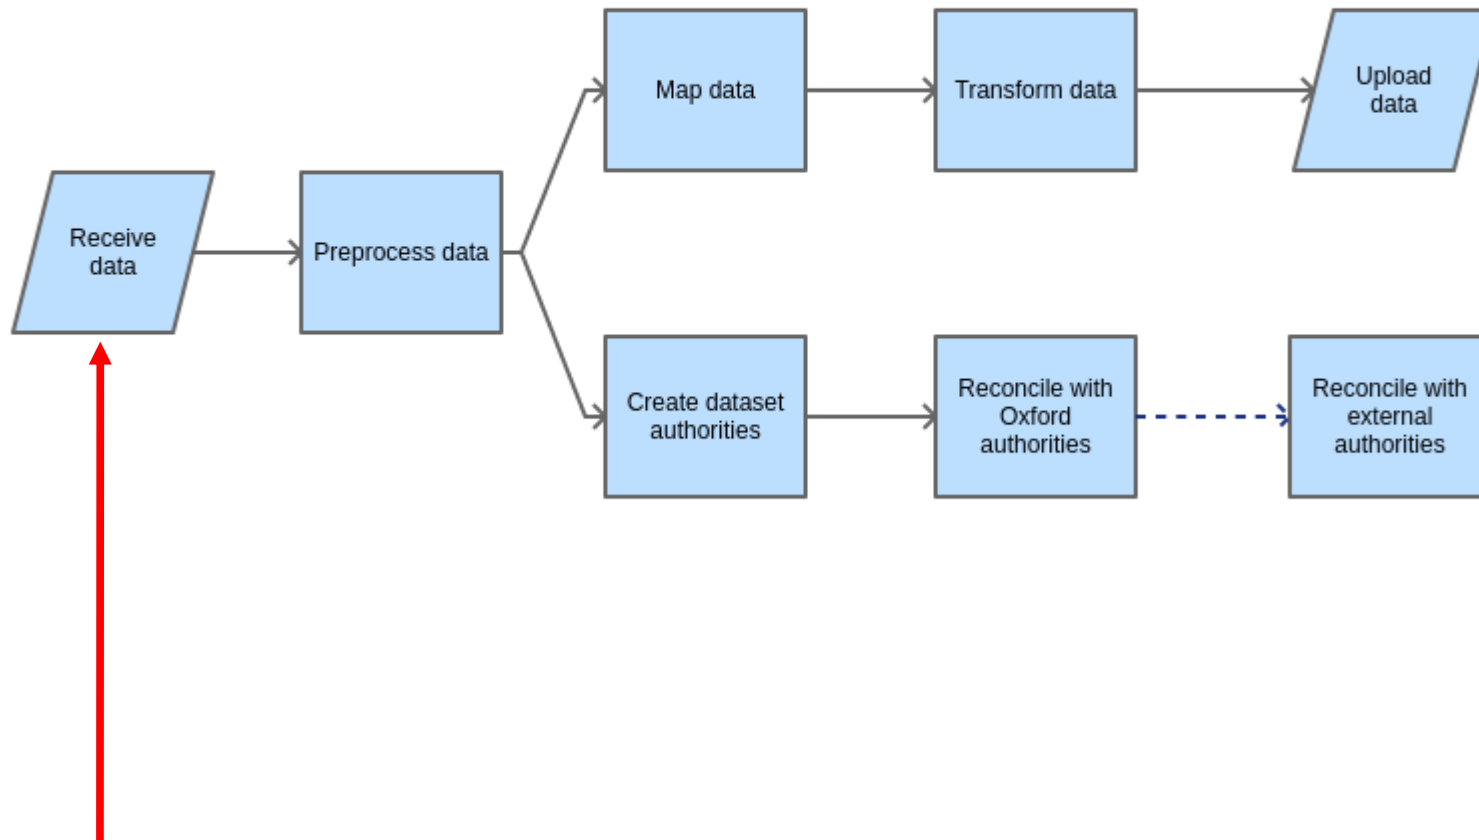 Receive
data
Preprocess data
Map data
Transform data
Upload
data
Create dataset
authorities
Reconcile with
Oxford
authorities
Reconcile with
external
authorities